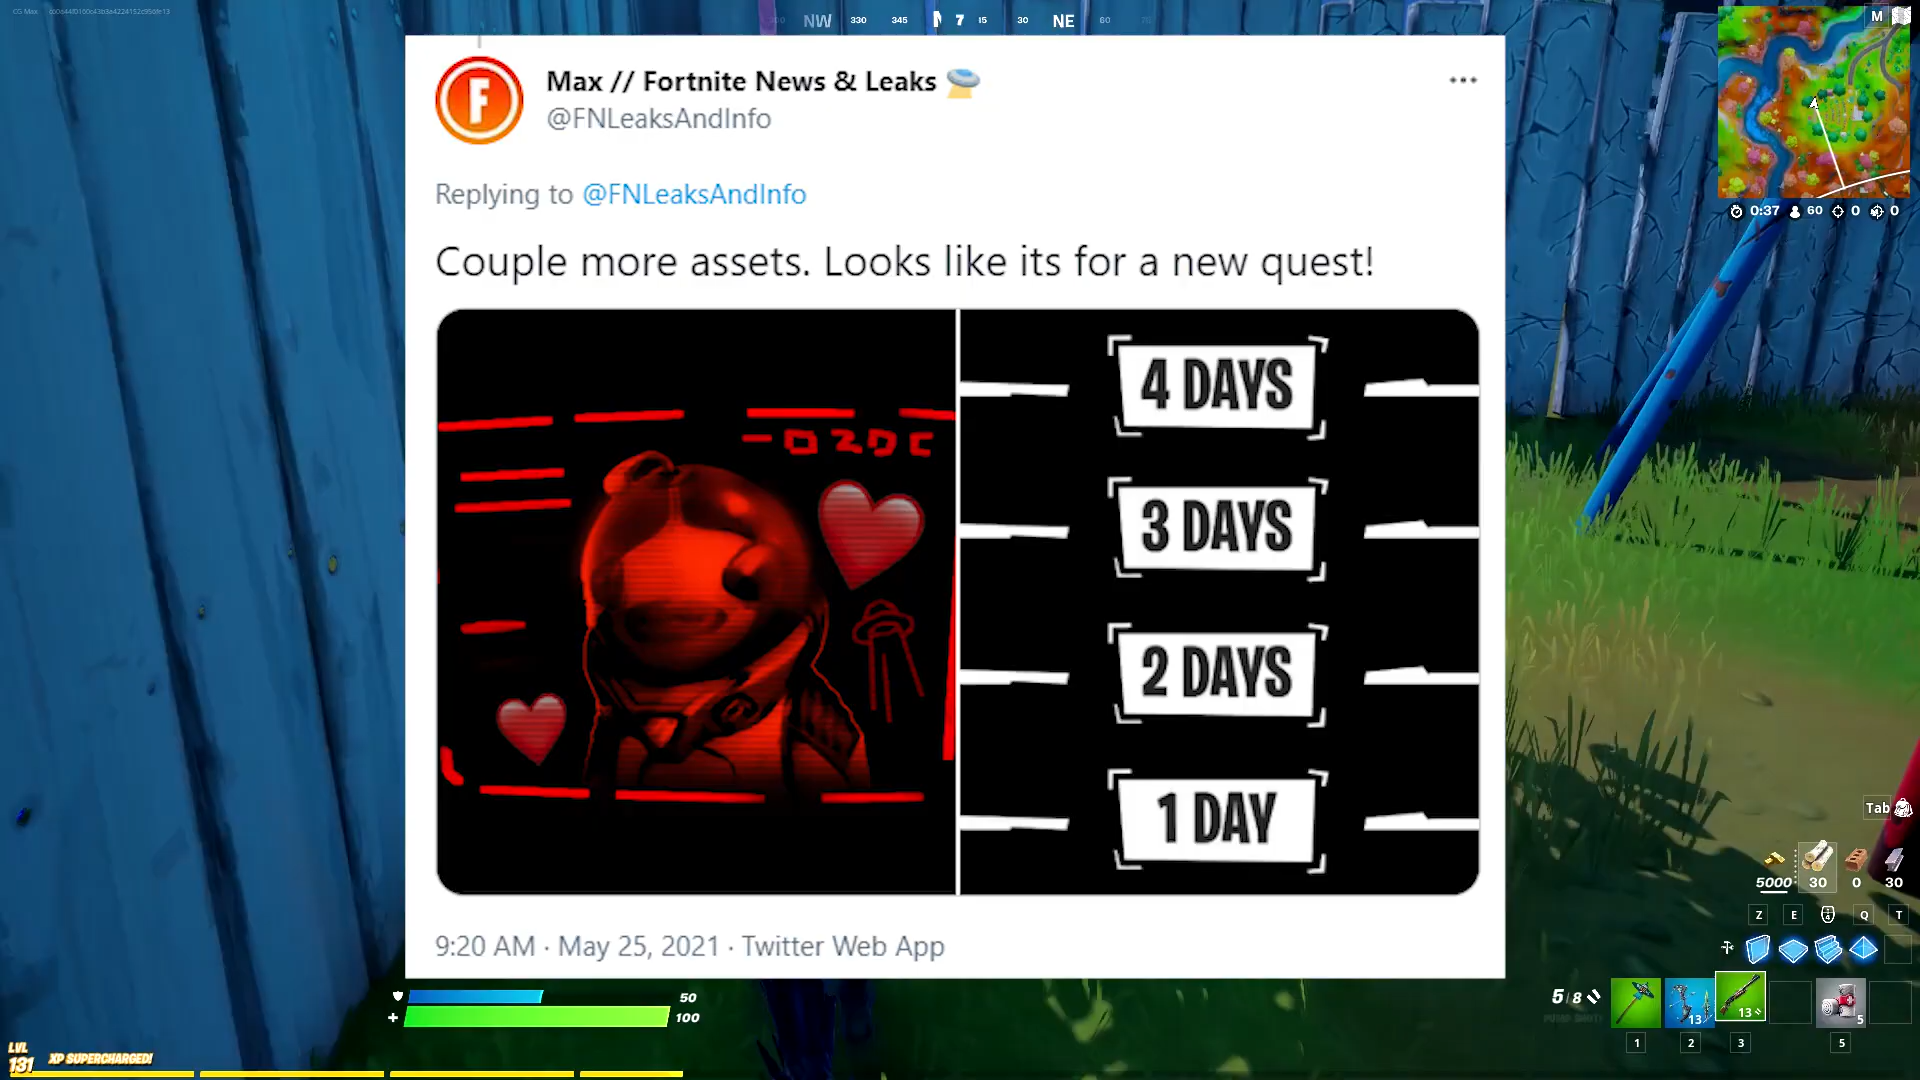 NW 330 345 N 7 15 30 NE 60
M
Max // Fortnite News & Leaks
@FNLeaksAndInfo
Replying to @FNLeaksAndInfo
Couple more assets. Looks like its for a new quest!
4 DAYS
3 DAYS
2 DAYS
1 DAY
9:20 AM · May 25, 2021 · Twitter Web App
0:37 60 0 0
Tab
5000 30 0 30
Z E Q T
50
100
5/8
13 13 5
1 2 3 5
LVL
131 XP SUPERCHARGED!